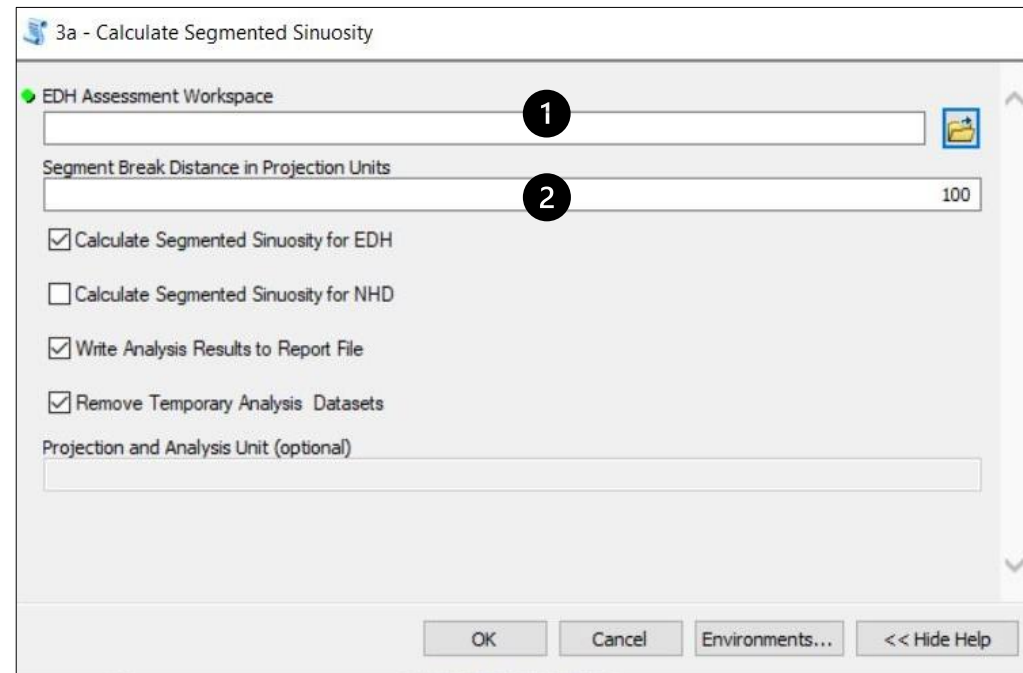 3a - Calculate Segmented Sinuosity
EDH Assessment Workspace
1
Segment Break Distance in Projection Units
2
100
Calculate Segmented Sinuosity for EDH
Calculate Segmented Sinuosity for NHD
Write Analysis Results to Report File
Remove Temporary Analysis  Datasets
Projection and Analysis Unit (optional)
OK Cancel Environments... << Hide Help